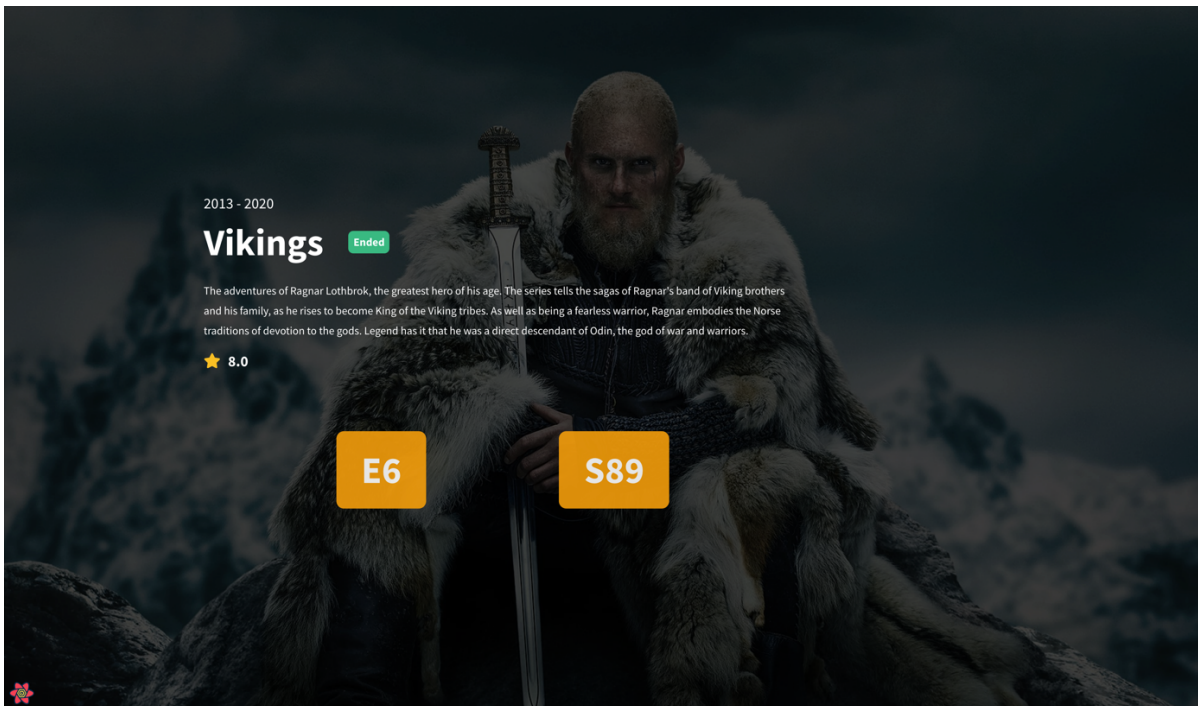 2013 - 2020
Vikings
Ended
The adventures of Ragnar Lothbrok, the greatest hero of his age. The series tells the sagas of Ragnar's band of Viking brothers
and his family, as he rises to become King of the Viking tribes. As well as being a fearless warrior, Ragnar embodies the Norse
traditions of devotion to the gods. Legend has it that he was a direct descendant of Odin, the god of war and warriors.
8.0
E6
S89